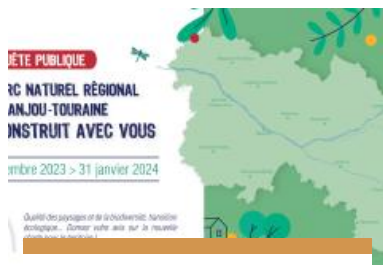 UÊTE PUBLIQUE
RC NATUREL RÉGIONAL
ANJOU-TOURAINE
ONSTRUIT AVEC VOUS
embre 2023 > 31 janvier 2024
Qualité des paysages et de la biodiversité, transition
écologique... Donnez votre avis sur la nouvelle